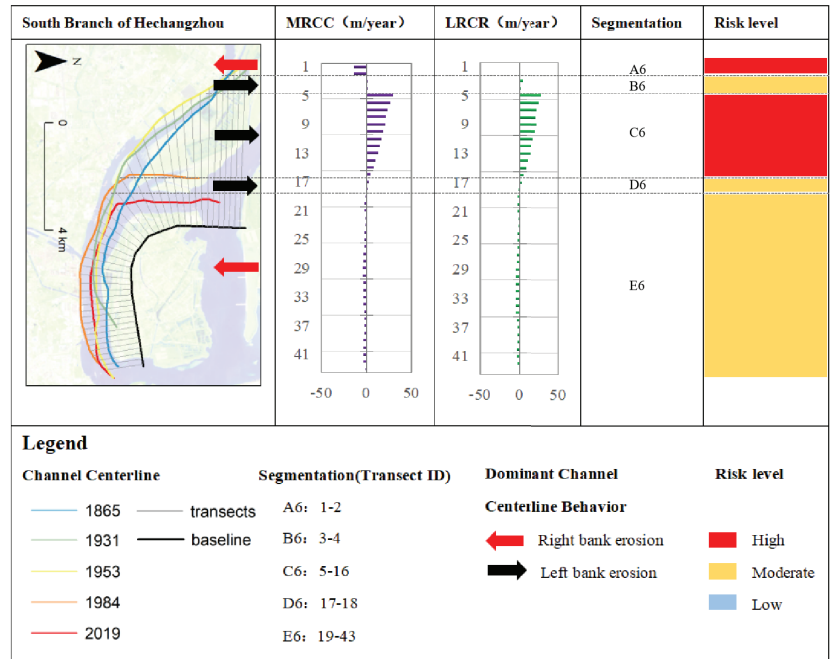 South Branch of Hechangzhou MRCC（m/year） LRCR（m/year） Segmentation Risk level
N
0
4 km
1
5
9
13
17
21
25
29
33
37
41
-50 0 50
1
5
9
13
17
21
25
29
33
37
41
-50 0 50
A6
B6
C6
D6
E6
Legend
Channel Centerline Segmentation(Transect ID) Dominant Channel Risk level
Centerline Behavior
1865 transects A6：1-2
1931 baseline B6：3-4 Right bank erosion High
1953 C6：5-16 Left bank erosion Moderate
1984 D6：17-18 Low
2019 E6：19-43